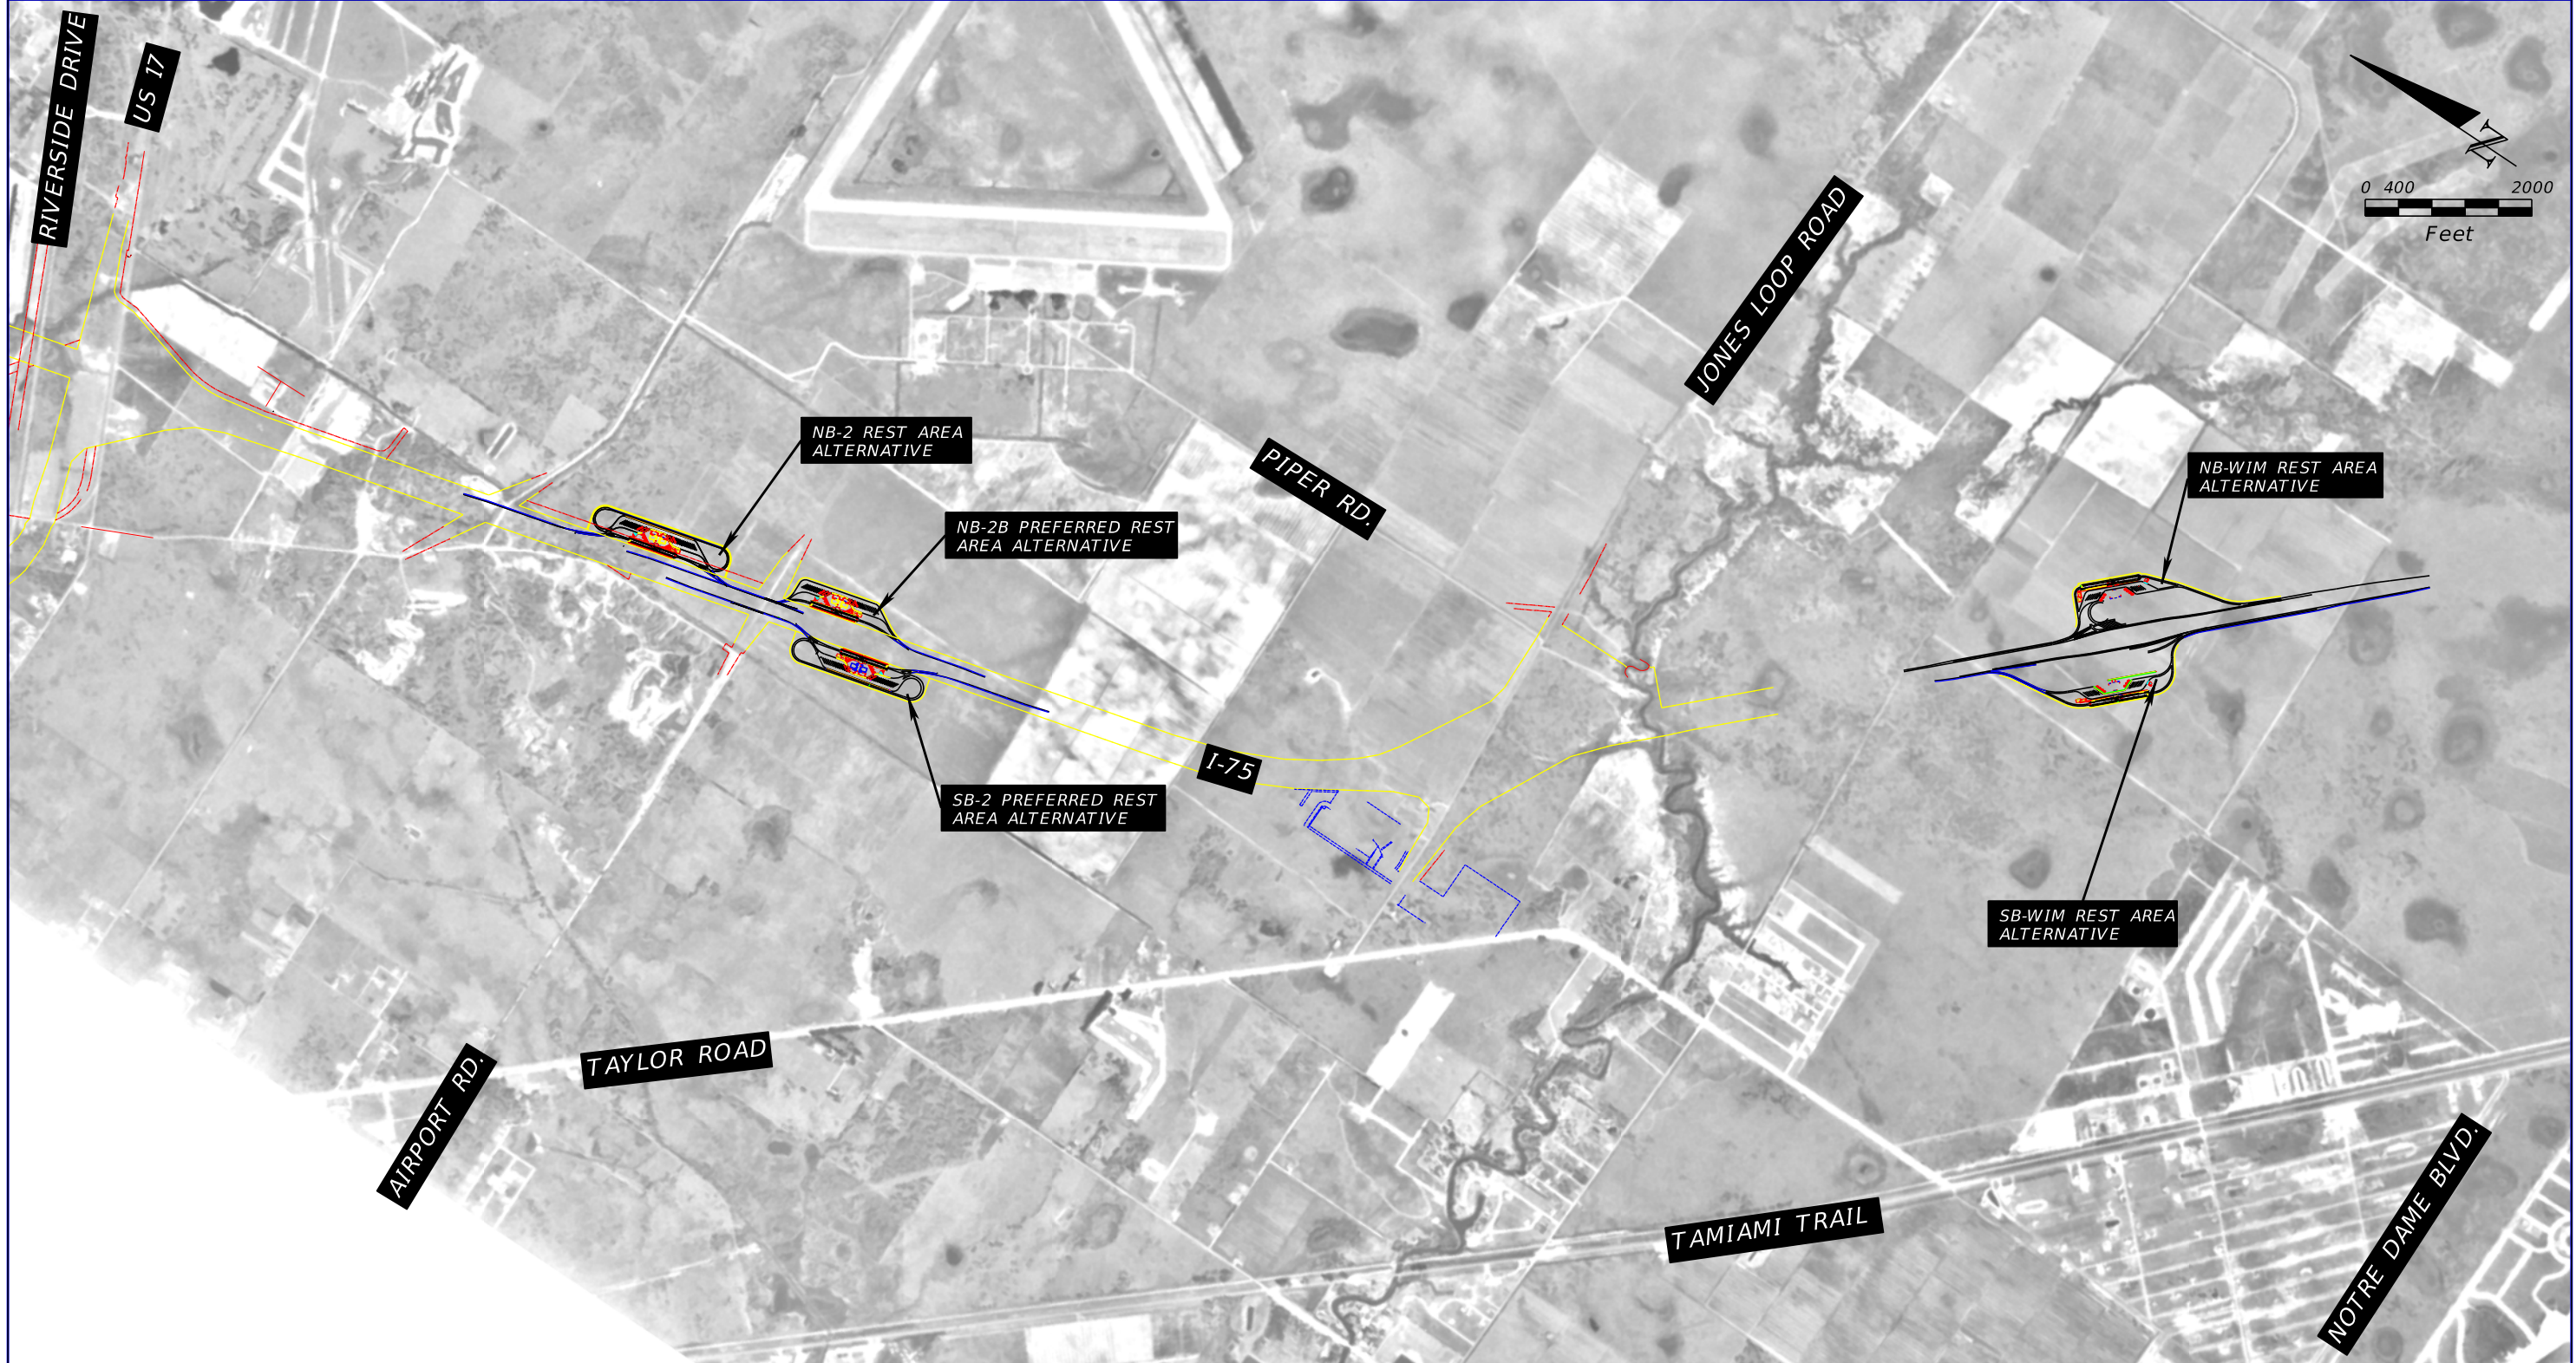 RIVERSIDE DRIVE
US 17
N
0 400 2000
Feet
JONES LOOP ROAD
NB-2 REST AREA
ALTERNATIVE
PIPER RD.
NB-WIM REST AREA
ALTERNATIVE
NB-2B PREFERRED REST
AREA ALTERNATIVE
I-75
SB-2 PREFERRED REST
AREA ALTERNATIVE
SB-WIM REST AREA
ALTERNATIVE
TAYLOR ROAD
AIRPORT RD.
TAMIAMI TRAIL
NOTRE DAME BLVD.